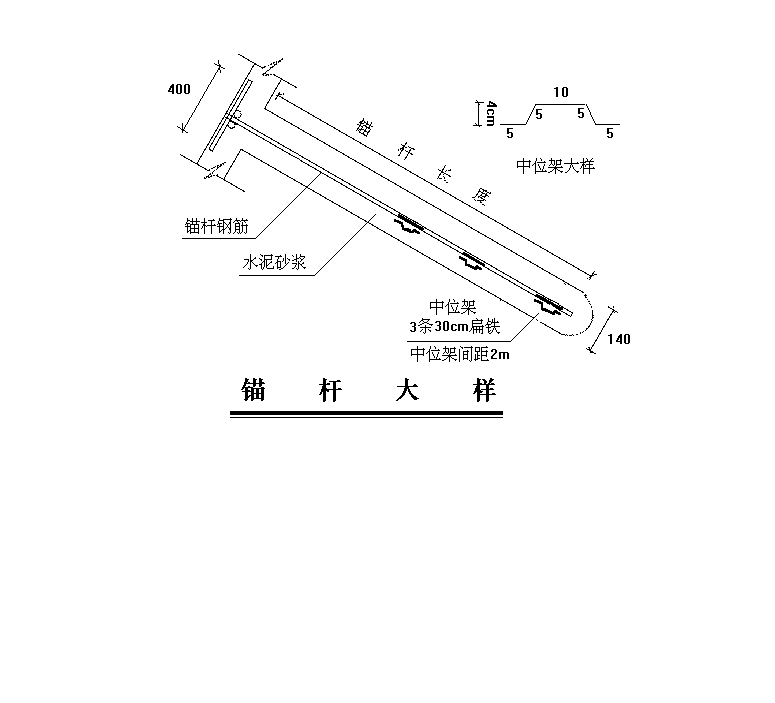 400
10
4cm
5 5
5 5
中位架大样
锚杆长度
锚杆钢筋
水泥砂浆
中位架
3条30cm扁铁
中位架间距2m
140
锚杆大样